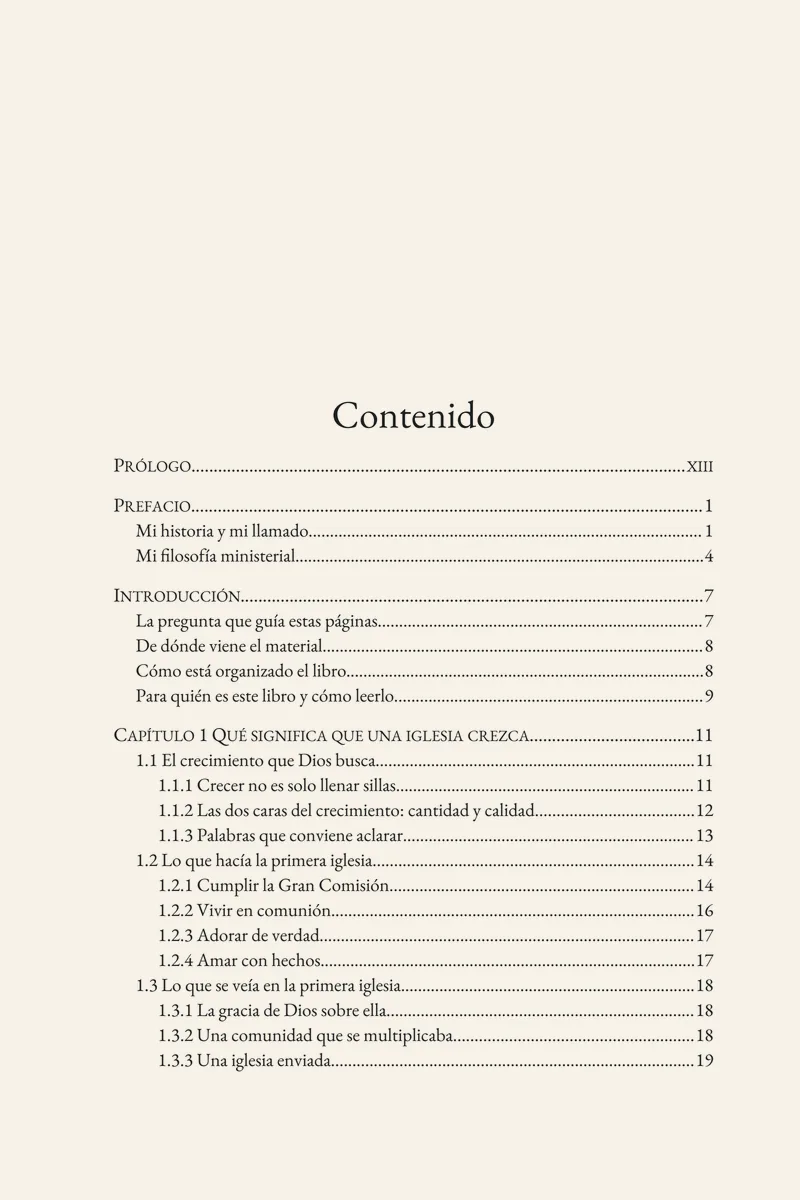 Contenido
Prólogo....................XIII
Prefacio....................1
Mi historia y mi llamado....................1
Mi filosofía ministerial....................4
Introducción....................7
La pregunta que guía estas páginas....................7
De dónde viene el material....................8
Cómo está organizado el libro....................8
Para quién es este libro y cómo leerlo....................9
Capítulo 1 Qué significa que una iglesia crezca....................11
1.1 El crecimiento que Dios busca....................11
1.1.1 Crecer no es solo llenar sillas....................11
1.1.2 Las dos caras del crecimiento: cantidad y calidad....................12
1.1.3 Palabras que conviene aclarar....................13
1.2 Lo que hacía la primera iglesia....................14
1.2.1 Cumplir la Gran Comisión....................14
1.2.2 Vivir en comunión....................16
1.2.3 Adorar de verdad....................17
1.2.4 Amar con hechos....................17
1.3 Lo que se veía en la primera iglesia....................18
1.3.1 La gracia de Dios sobre ella....................18
1.3.2 Una comunidad que se multiplicaba....................18
1.3.3 Una iglesia enviada....................19